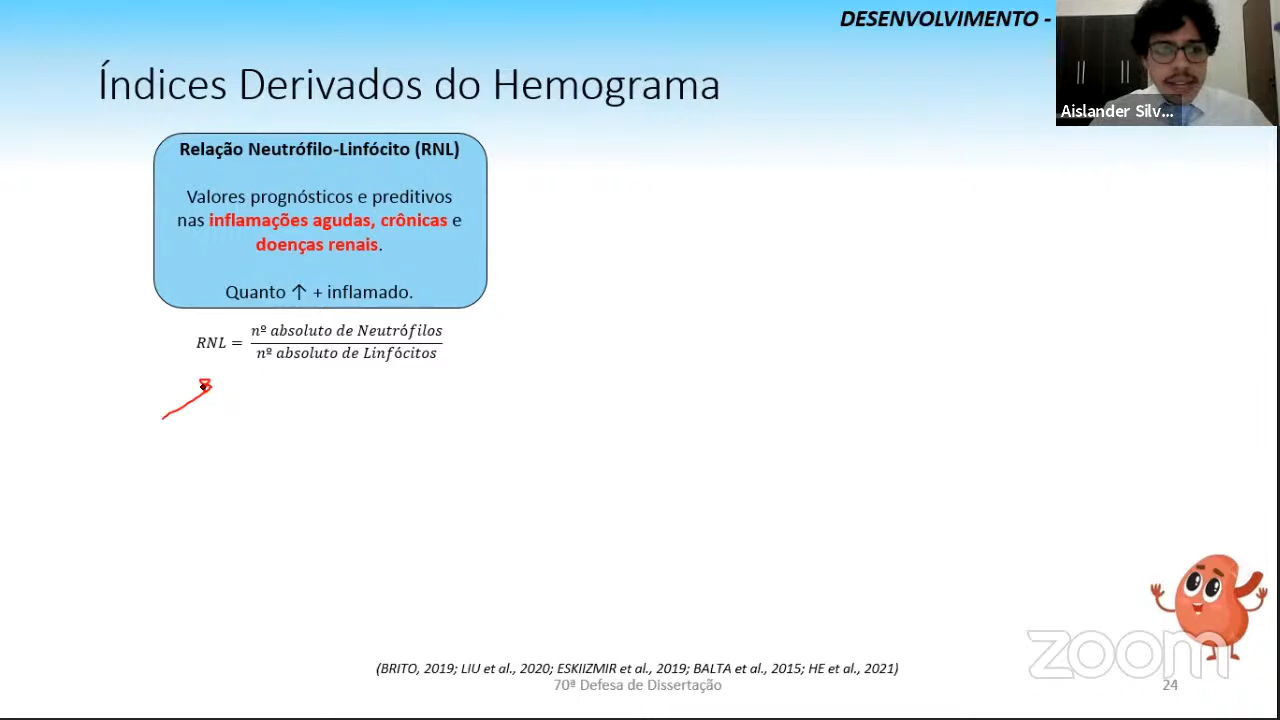 DESENVOLVIMENTO -
Aislander Silv...
Índices Derivados do Hemograma
Relação Neutrófilo-Linfócito (RNL)
Valores prognósticos e preditivos
nas inflamações agudas, crônicas e
doenças renais.
Quanto ↑ + inflamado.
RNL = nº absoluto de Neutrófilos
nº absoluto de Linfócitos
(BRITO, 2019; LIU et al., 2020; ESKIIZMIR et al., 2019; BALTA et al., 2015; HE et al., 2021)
70ª Defesa de Dissertação
24
zoom